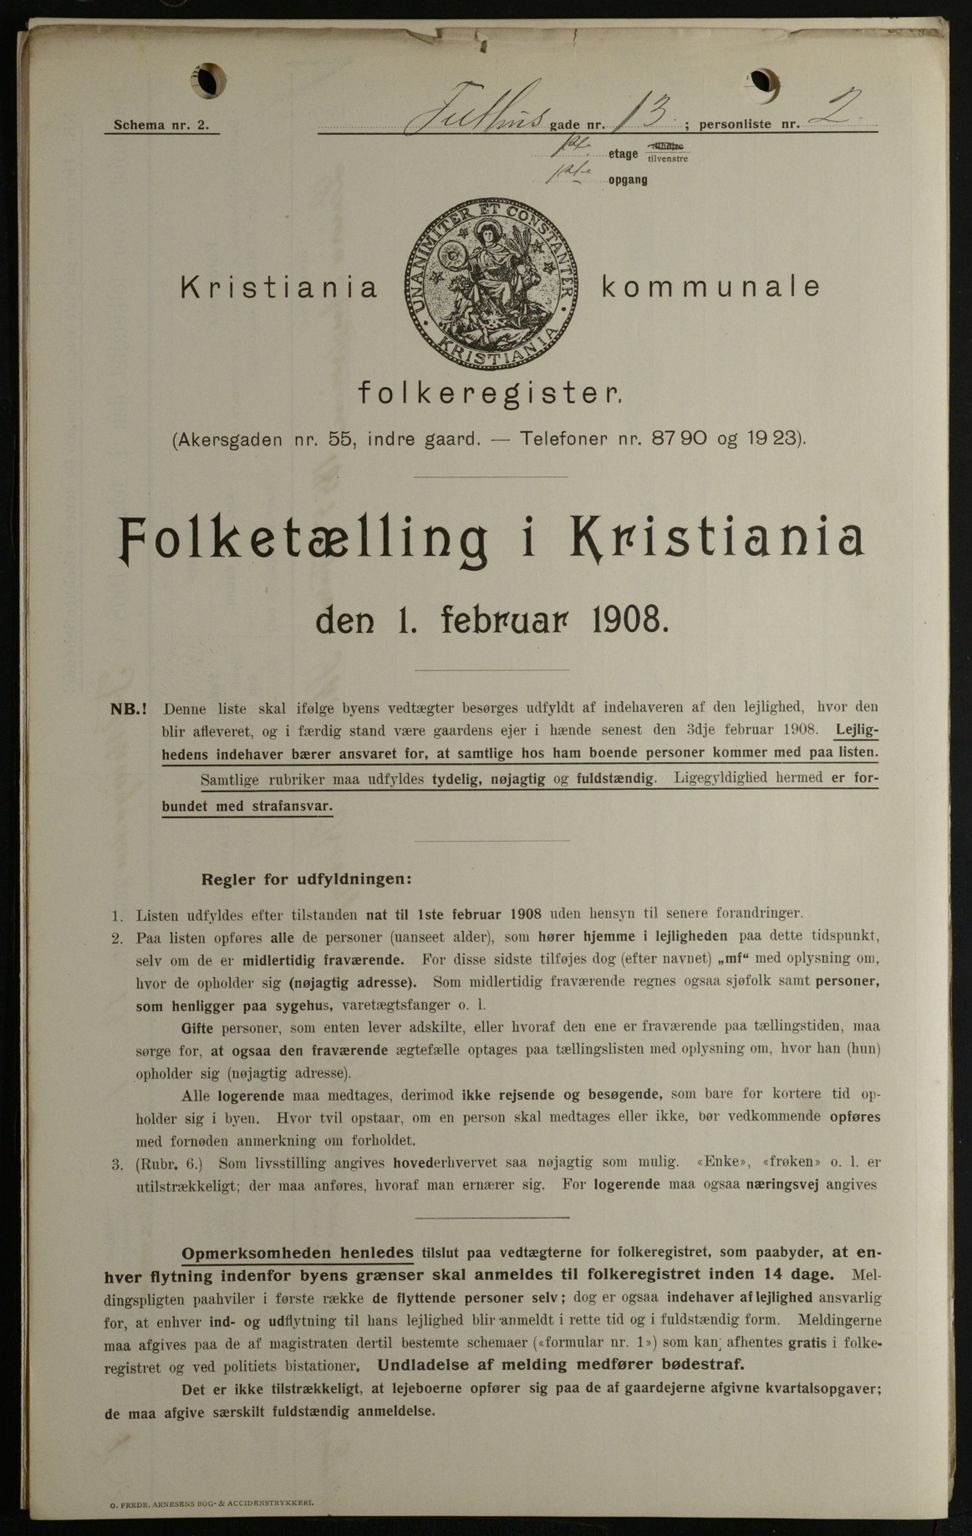 Schema nr. 2.
Futhus gade nr. 13 ; personliste nr. 2.
etage tilhøire
tilvenstre
opgang
UNANIMITER ET CONSTANTER
KRISTIANIA
Kristiania kommunale
folkeregister.
(Akersgaden nr. 55, indre gaard. — Telefoner nr. 87 90 og 19 23).
Folketælling i Kristiania
den 1. februar 1908.
NB.! Denne liste skal ifølge byens vedtægter besørges udfyldt af indehaveren af den lejlighed, hvor den
blir afleveret, og i færdig stand være gaardens ejer i hænde senest den 3dje februar 1908. Lejlig-
hedens indehaver bærer ansvaret for, at samtlige hos ham boende personer kommer med paa listen.
Samtlige rubriker maa udfyldes tydelig, nøjagtig og fuldstændig. Ligegyldighed hermed er for-
bundet med strafansvar.
Regler for udfyldningen:
1. Listen udfyldes efter tilstanden nat til 1ste februar 1908 uden hensyn til senere forandringer.
2. Paa listen opføres alle de personer (uanseet alder), som hører hjemme i lejligheden paa dette tidspunkt,
selv om de er midlertidig fraværende. For disse sidste tilføjes dog (efter navnet) „mf“ med oplysning om,
hvor de opholder sig (nøjagtig adresse). Som midlertidig fraværende regnes ogsaa sjøfolk samt personer,
som henligger paa sygehus, varetægtsfanger o. l.
Gifte personer, som enten lever adskilte, eller hvoraf den ene er fraværende paa tællingstiden, maa
sørge for, at ogsaa den fraværende ægtefælle optages paa tællingslisten med oplysning om, hvor han (hun)
opholder sig (nøjagtig adresse).
Alle logerende maa medtages, derimod ikke rejsende og besøgende, som bare for kortere tid op-
holder sig i byen. Hvor tvil opstaar, om en person skal medtages eller ikke, bør vedkommende opføres
med fornøden anmerkning om forholdet.
3. (Rubr. 6.) Som livsstilling angives hovederhvervet saa nøjagtig som mulig. «Enke», «frøken» o. l. er
utilstrækkeligt; der maa anføres, hvoraf man ernærer sig. For logerende maa ogsaa næringsvej angives
Opmerksomheden henledes tilslut paa vedtægterne for folkeregistret, som paabyder, at en-
hver flytning indenfor byens grænser skal anmeldes til folkeregistret inden 14 dage. Mel-
dingspligten paahviler i første række de flyttende personer selv; dog er ogsaa indehaver af lejlighed ansvarlig
for, at enhver ind- og udflytning til hans lejlighed blir anmeldt i rette tid og i fuldstændig form. Meldingerne
maa afgives paa de af magistraten dertil bestemte schemaer («formular nr. 1») som kan afhentes gratis i folke-
registret og ved politiets bistationer. Undladelse af melding medfører bødestraf.
Det er ikke tilstrækkeligt, at lejeboerne opfører sig paa de af gaardejerne afgivne kvartalsopgaver;
de maa afgive særskilt fuldstændig anmeldelse.
O. FREDR. ARNESENS BOG- & ACCIDENSTRYKKERI.